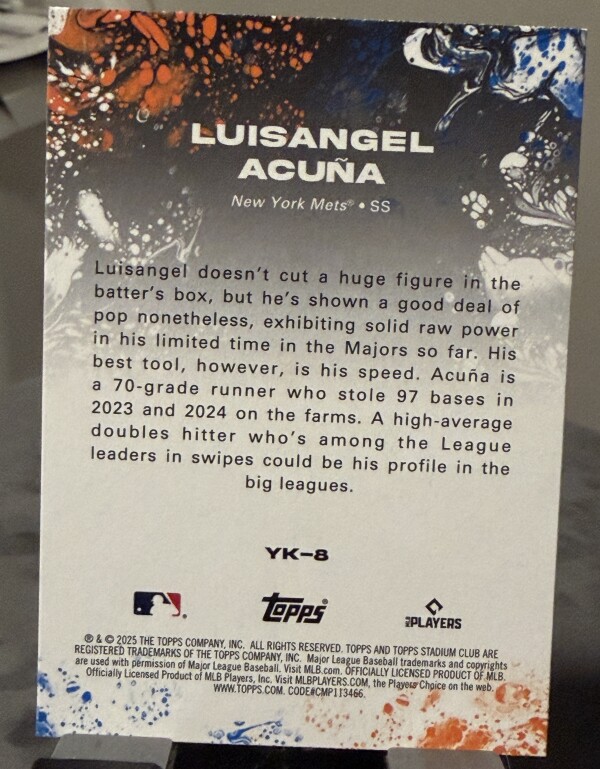 LUISANGEL
ACUÑA
New York Mets® • SS
Luisangel doesn't cut a huge figure in the
batter's box, but he's shown a good deal of
pop nonetheless, exhibiting solid raw power
in his limited time in the Majors so far. His
best tool, however, is his speed. Acuña is
a 70-grade runner who stole 97 bases in
2023 and 2024 on the farms. A high-average
doubles hitter who's among the League
leaders in swipes could be his profile in the
big leagues.
YK-8
Topps® PLAYERS
® & © 2025 THE TOPPS COMPANY, INC. ALL RIGHTS RESERVED. TOPPS AND TOPPS STADIUM CLUB ARE
REGISTERED TRADEMARKS OF THE TOPPS COMPANY, INC. Major League Baseball trademarks and copyrights
are used with permission of Major League Baseball. Visit MLB.com. OFFICIALLY LICENSED PRODUCT OF MLB.
Officially Licensed Product of MLB Players, Inc. Visit MLBPLAYERS.COM, the Players Choice on the web.
WWW.TOPPS.COM. CODE#CMP113466.